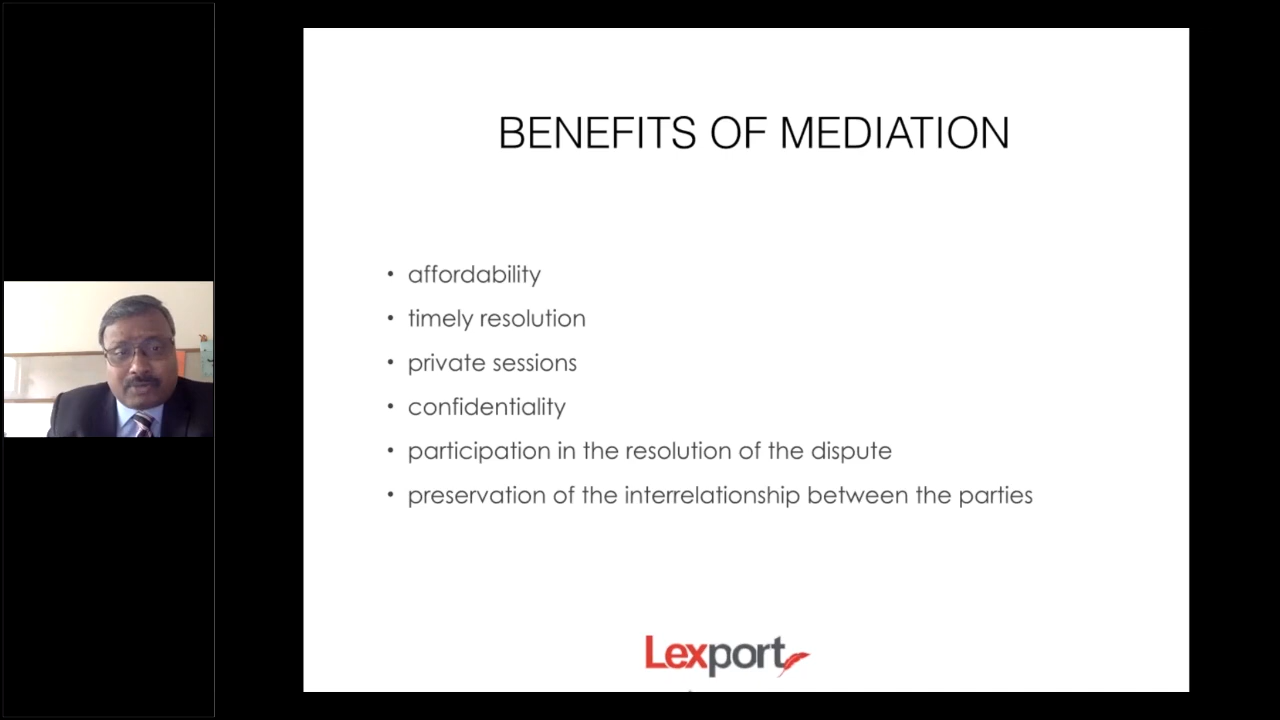 BENEFITS OF MEDIATION
• affordability
• timely resolution
• private sessions
• confidentiality
• participation in the resolution of the dispute
• preservation of the interrelationship between the parties
Lexport